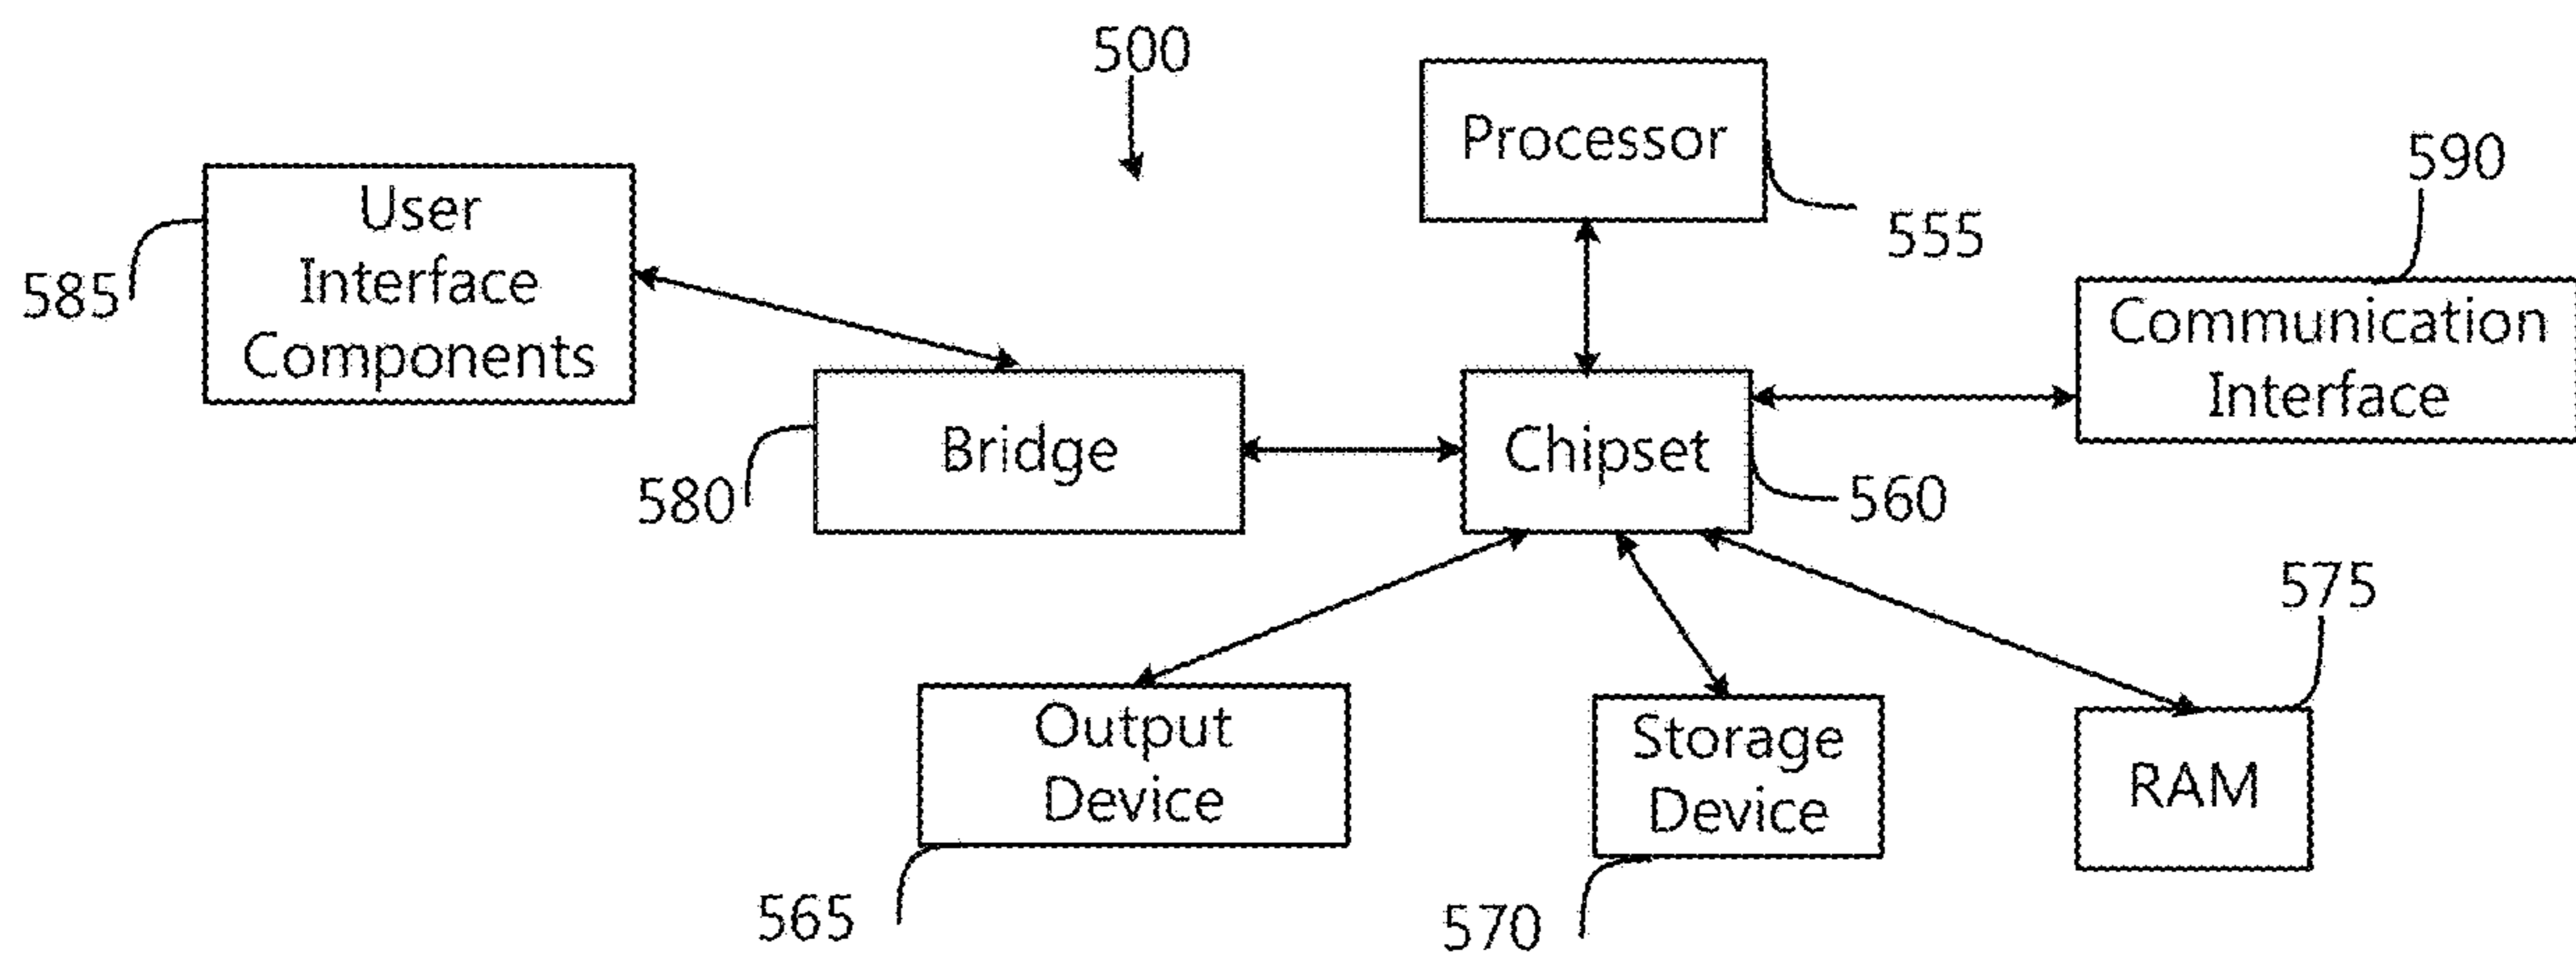 500
Processor
590
User
Interface
Components
555
585
Communication
Interface
Bridge
Chipset
580
560
575
Output
Device
Storage
Device
RAM
565
570